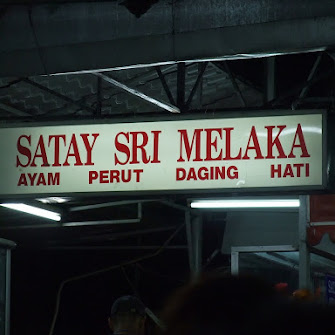 SATAY SRI MELAKA
AYAM PERUT DAGING HATI